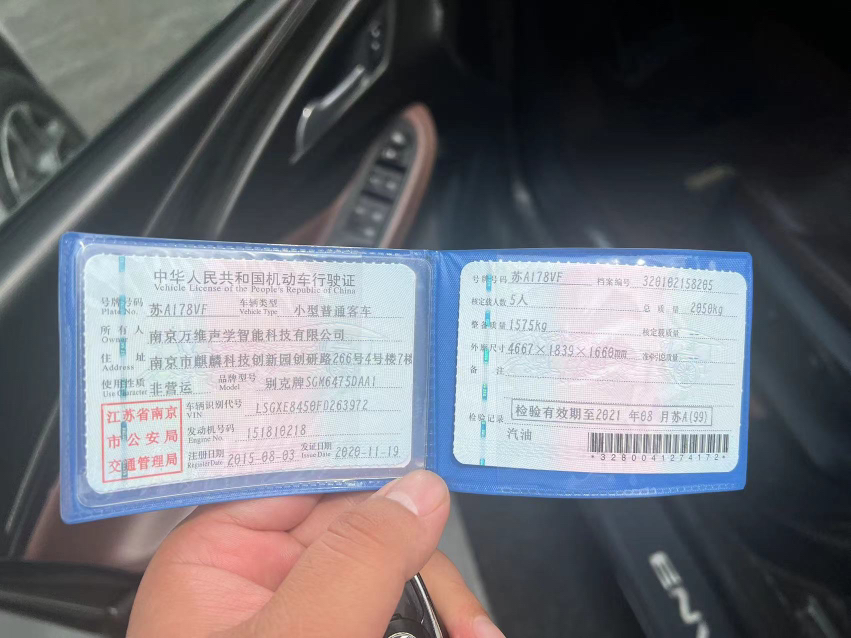 中华人民共和国机动车行驶证
Vehicle License of the People's Republic of China
号牌号码 苏A178VF 车辆类型 小型普通客车
Plate No. Vehicle Type
所有人 南京万维声学智能科技有限公司
Owner
住址 南京市麒麟科技创新园创研路266号4号楼7楼
Address
使用性质 非营运 品牌型号 别克牌SGM6475DAA1
Use Character Model
江苏省南京市公安局交通管理局
车辆识别代号 LSGXE8450FD263972
VIN
发动机号码 151810218
Engine No.
注册日期 2015-08-03 发证日期 2020-11-19
Register Date Issue Date
号牌号码 苏A178VF 档案编号 320102158205
核定载人数 5人 总质量 2050kg
整备质量 1575kg 核定载质量
外廓尺寸 4667×1839×1660mm 准牵引总质量
备注
检验记录 检验有效期至2021年08月苏A(99)
汽油
*3280041274172*